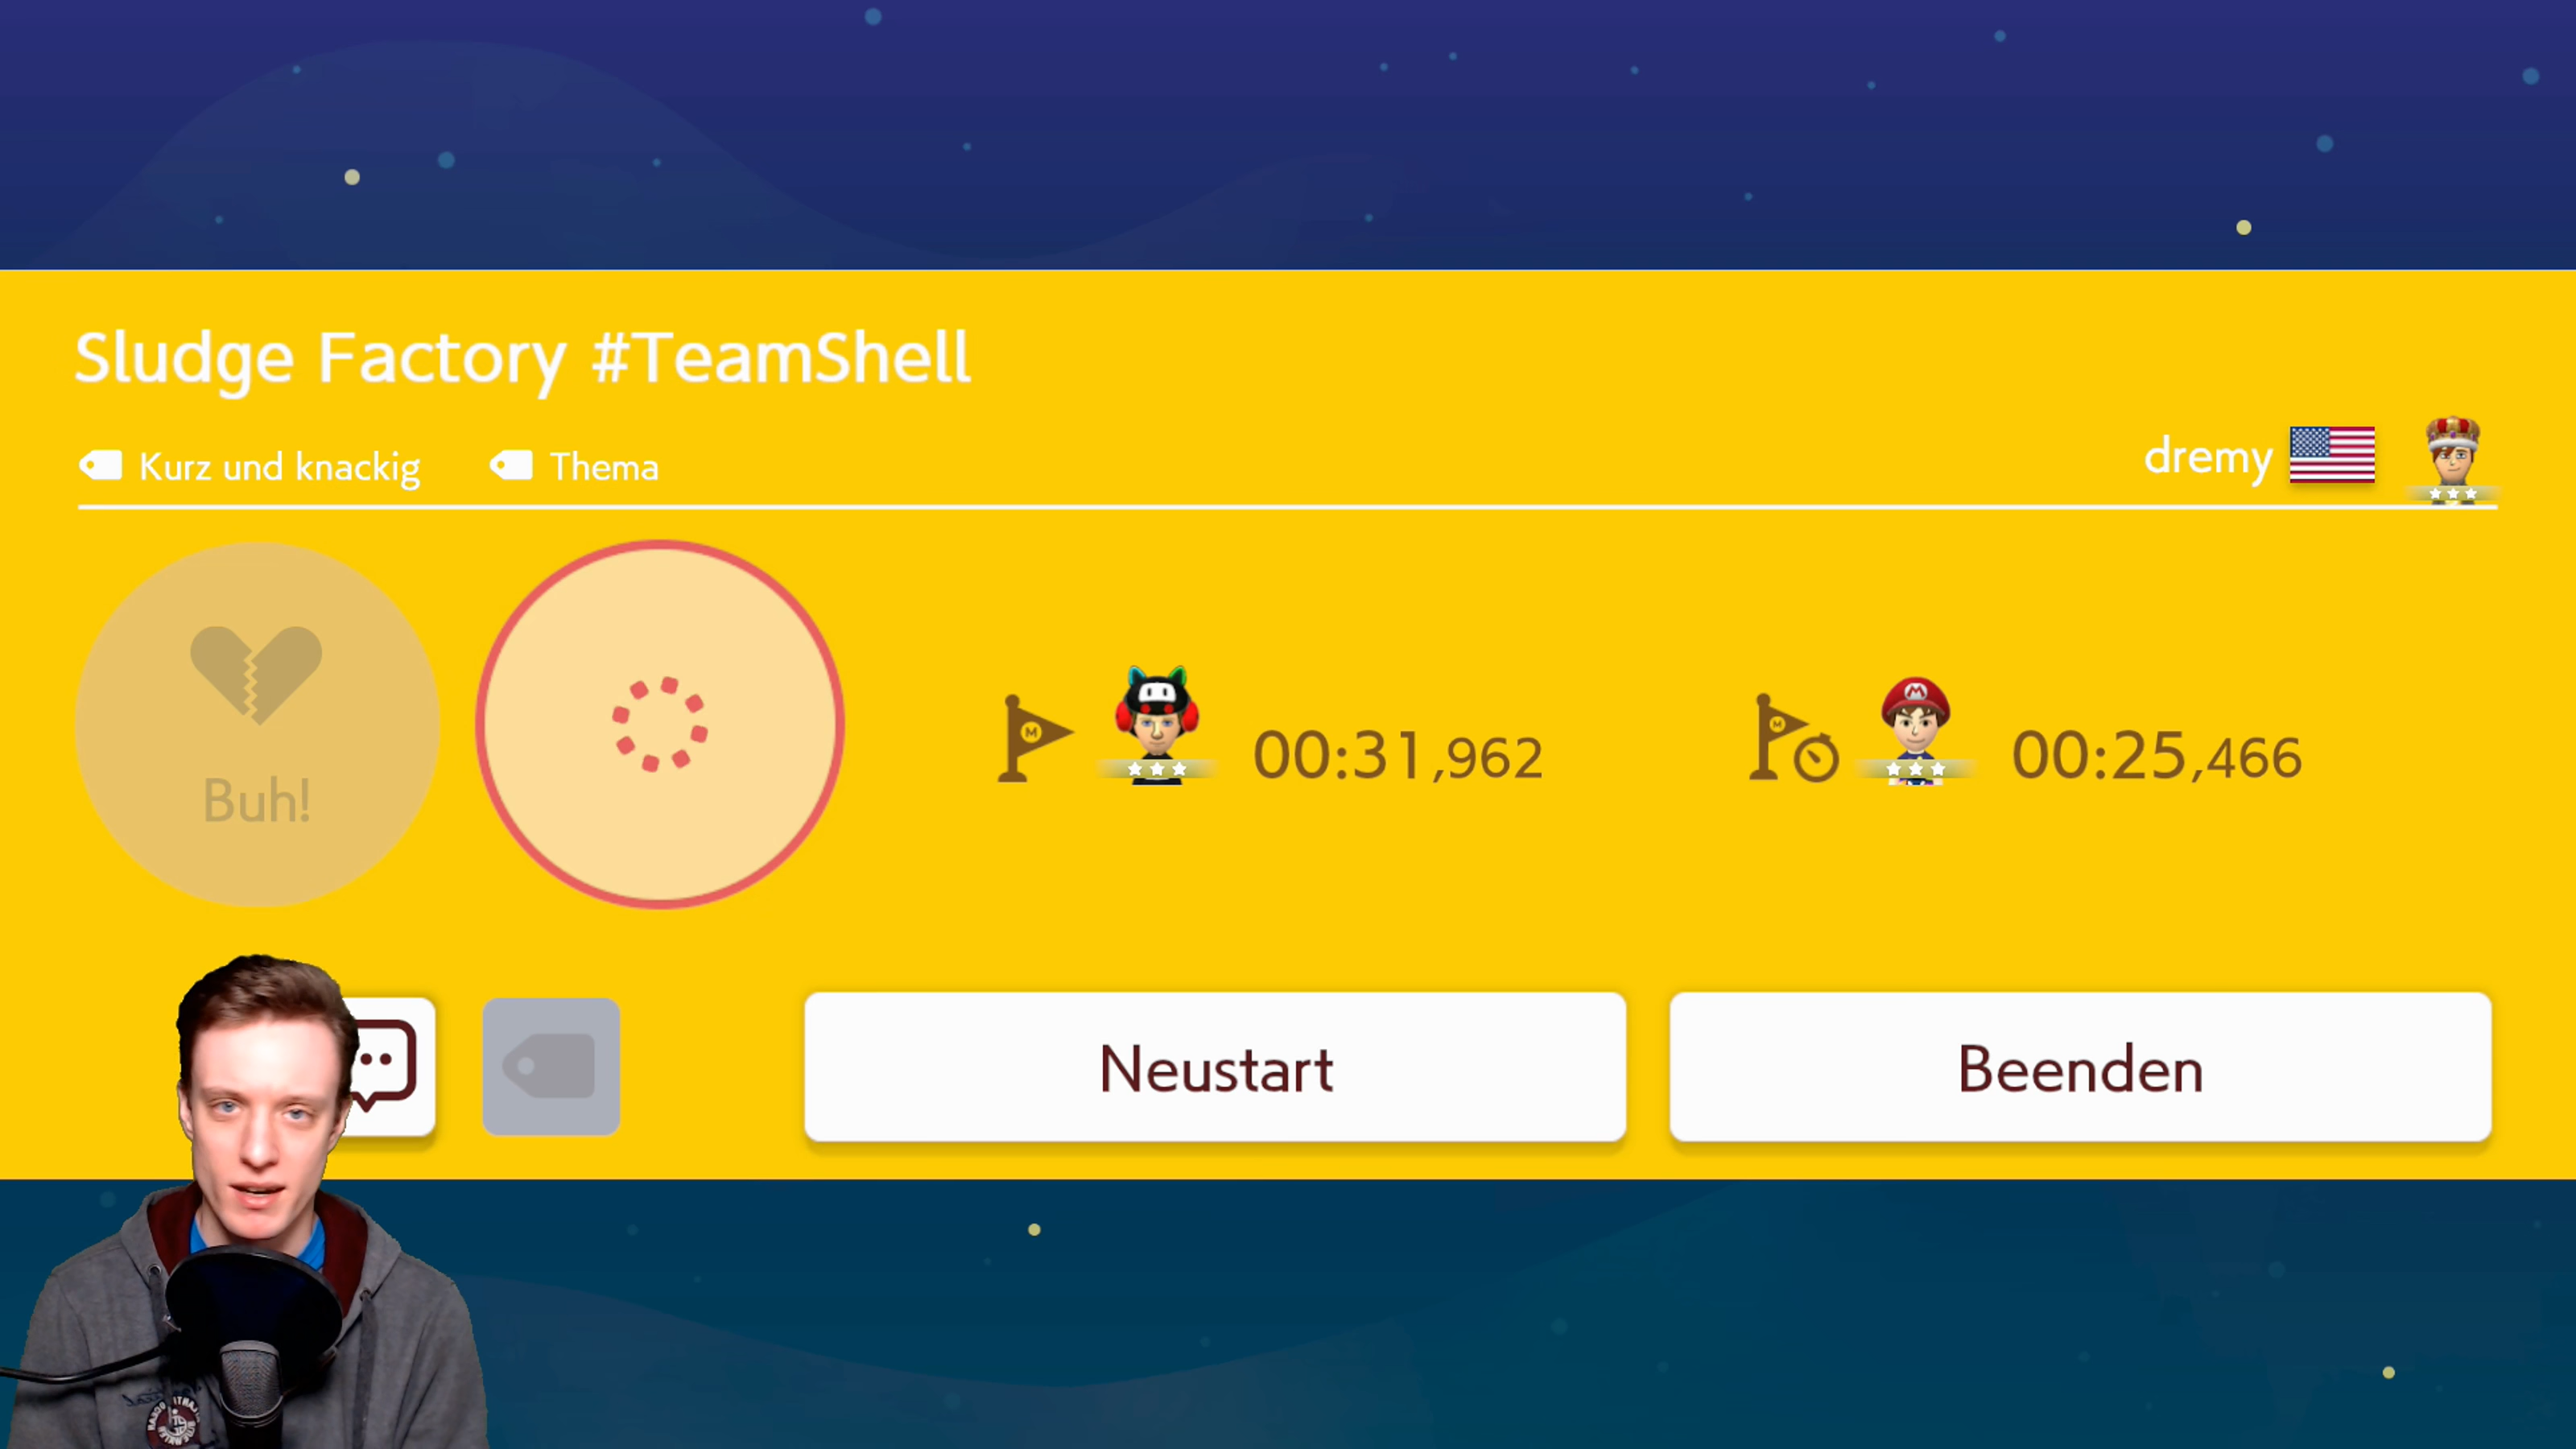 Sludge Factory #TeamShell
Kurz und knackig Thema
dremy
Buh!
00:31,962
00:25,466
Neustart
Beenden